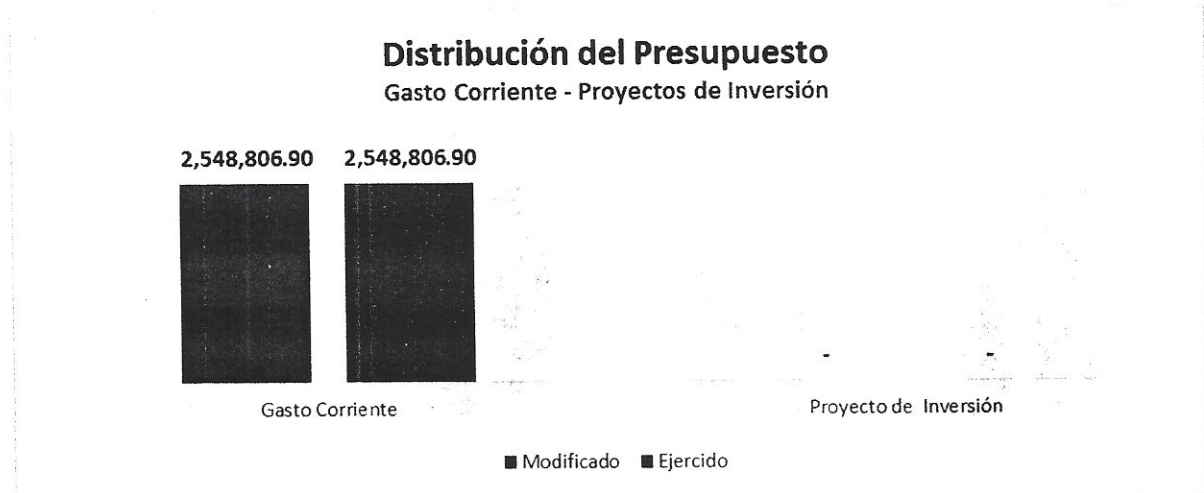 Distribución del Presupuesto
Gasto Corriente - Proyectos de Inversión
2,548,806.90 2,548,806.90
- -
Gasto Corriente Proyecto de Inversión
Modificado Ejercido